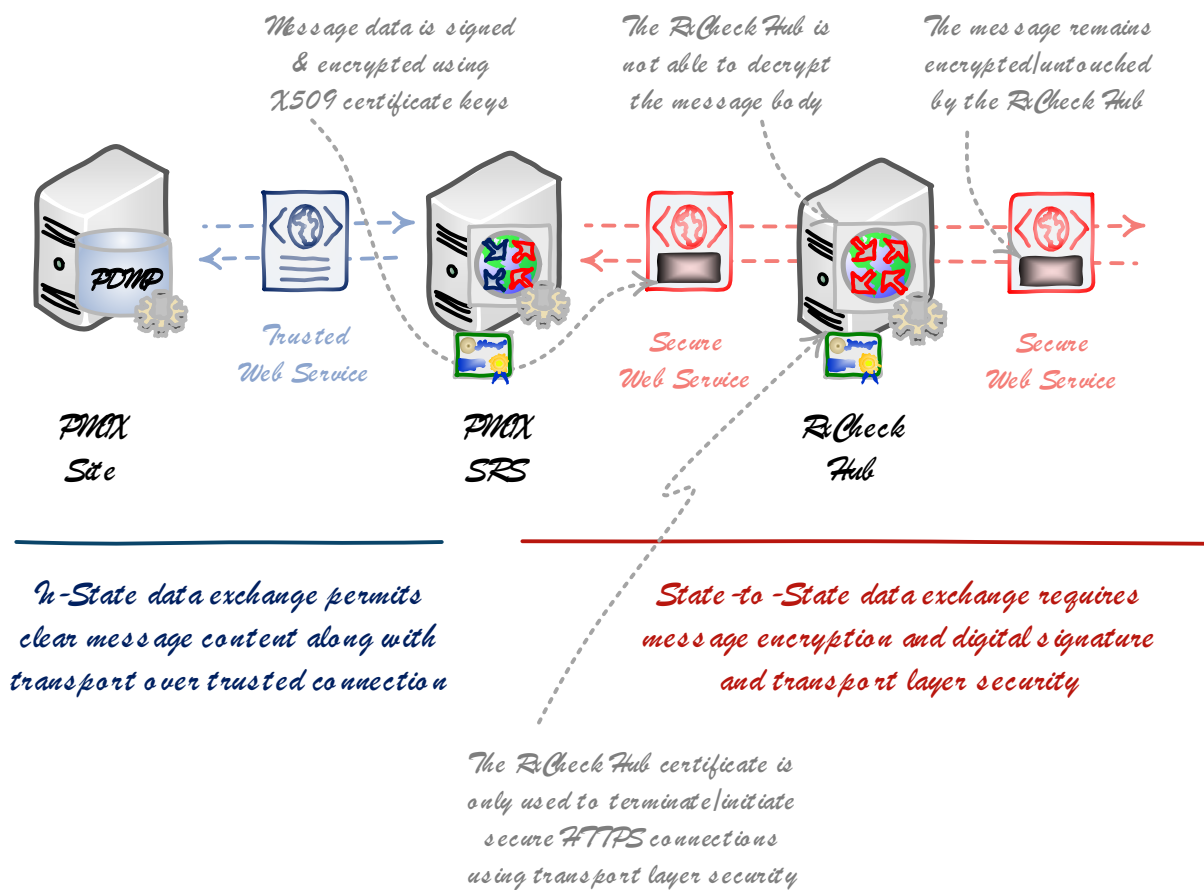 Message data is signed
& encrypted using
X509 certificate keys
The RxCheck Hub is
not able to decrypt
the message body
The message remains
encrypted/untouched
by the RxCheck Hub
PDMP
Trusted
Web Service
Secure
Web Service
Secure
Web Service
PMIX
Site
PMIX
SRS
RxCheck
Hub
In-State data exchange permits
clear message content along with
transport over trusted connection
State-to-State data exchange requires
message encryption and digital signature
and transport layer security
The RxCheck Hub certificate is
only used to terminate/initiate
secure HTTPS connections
using transport layer security